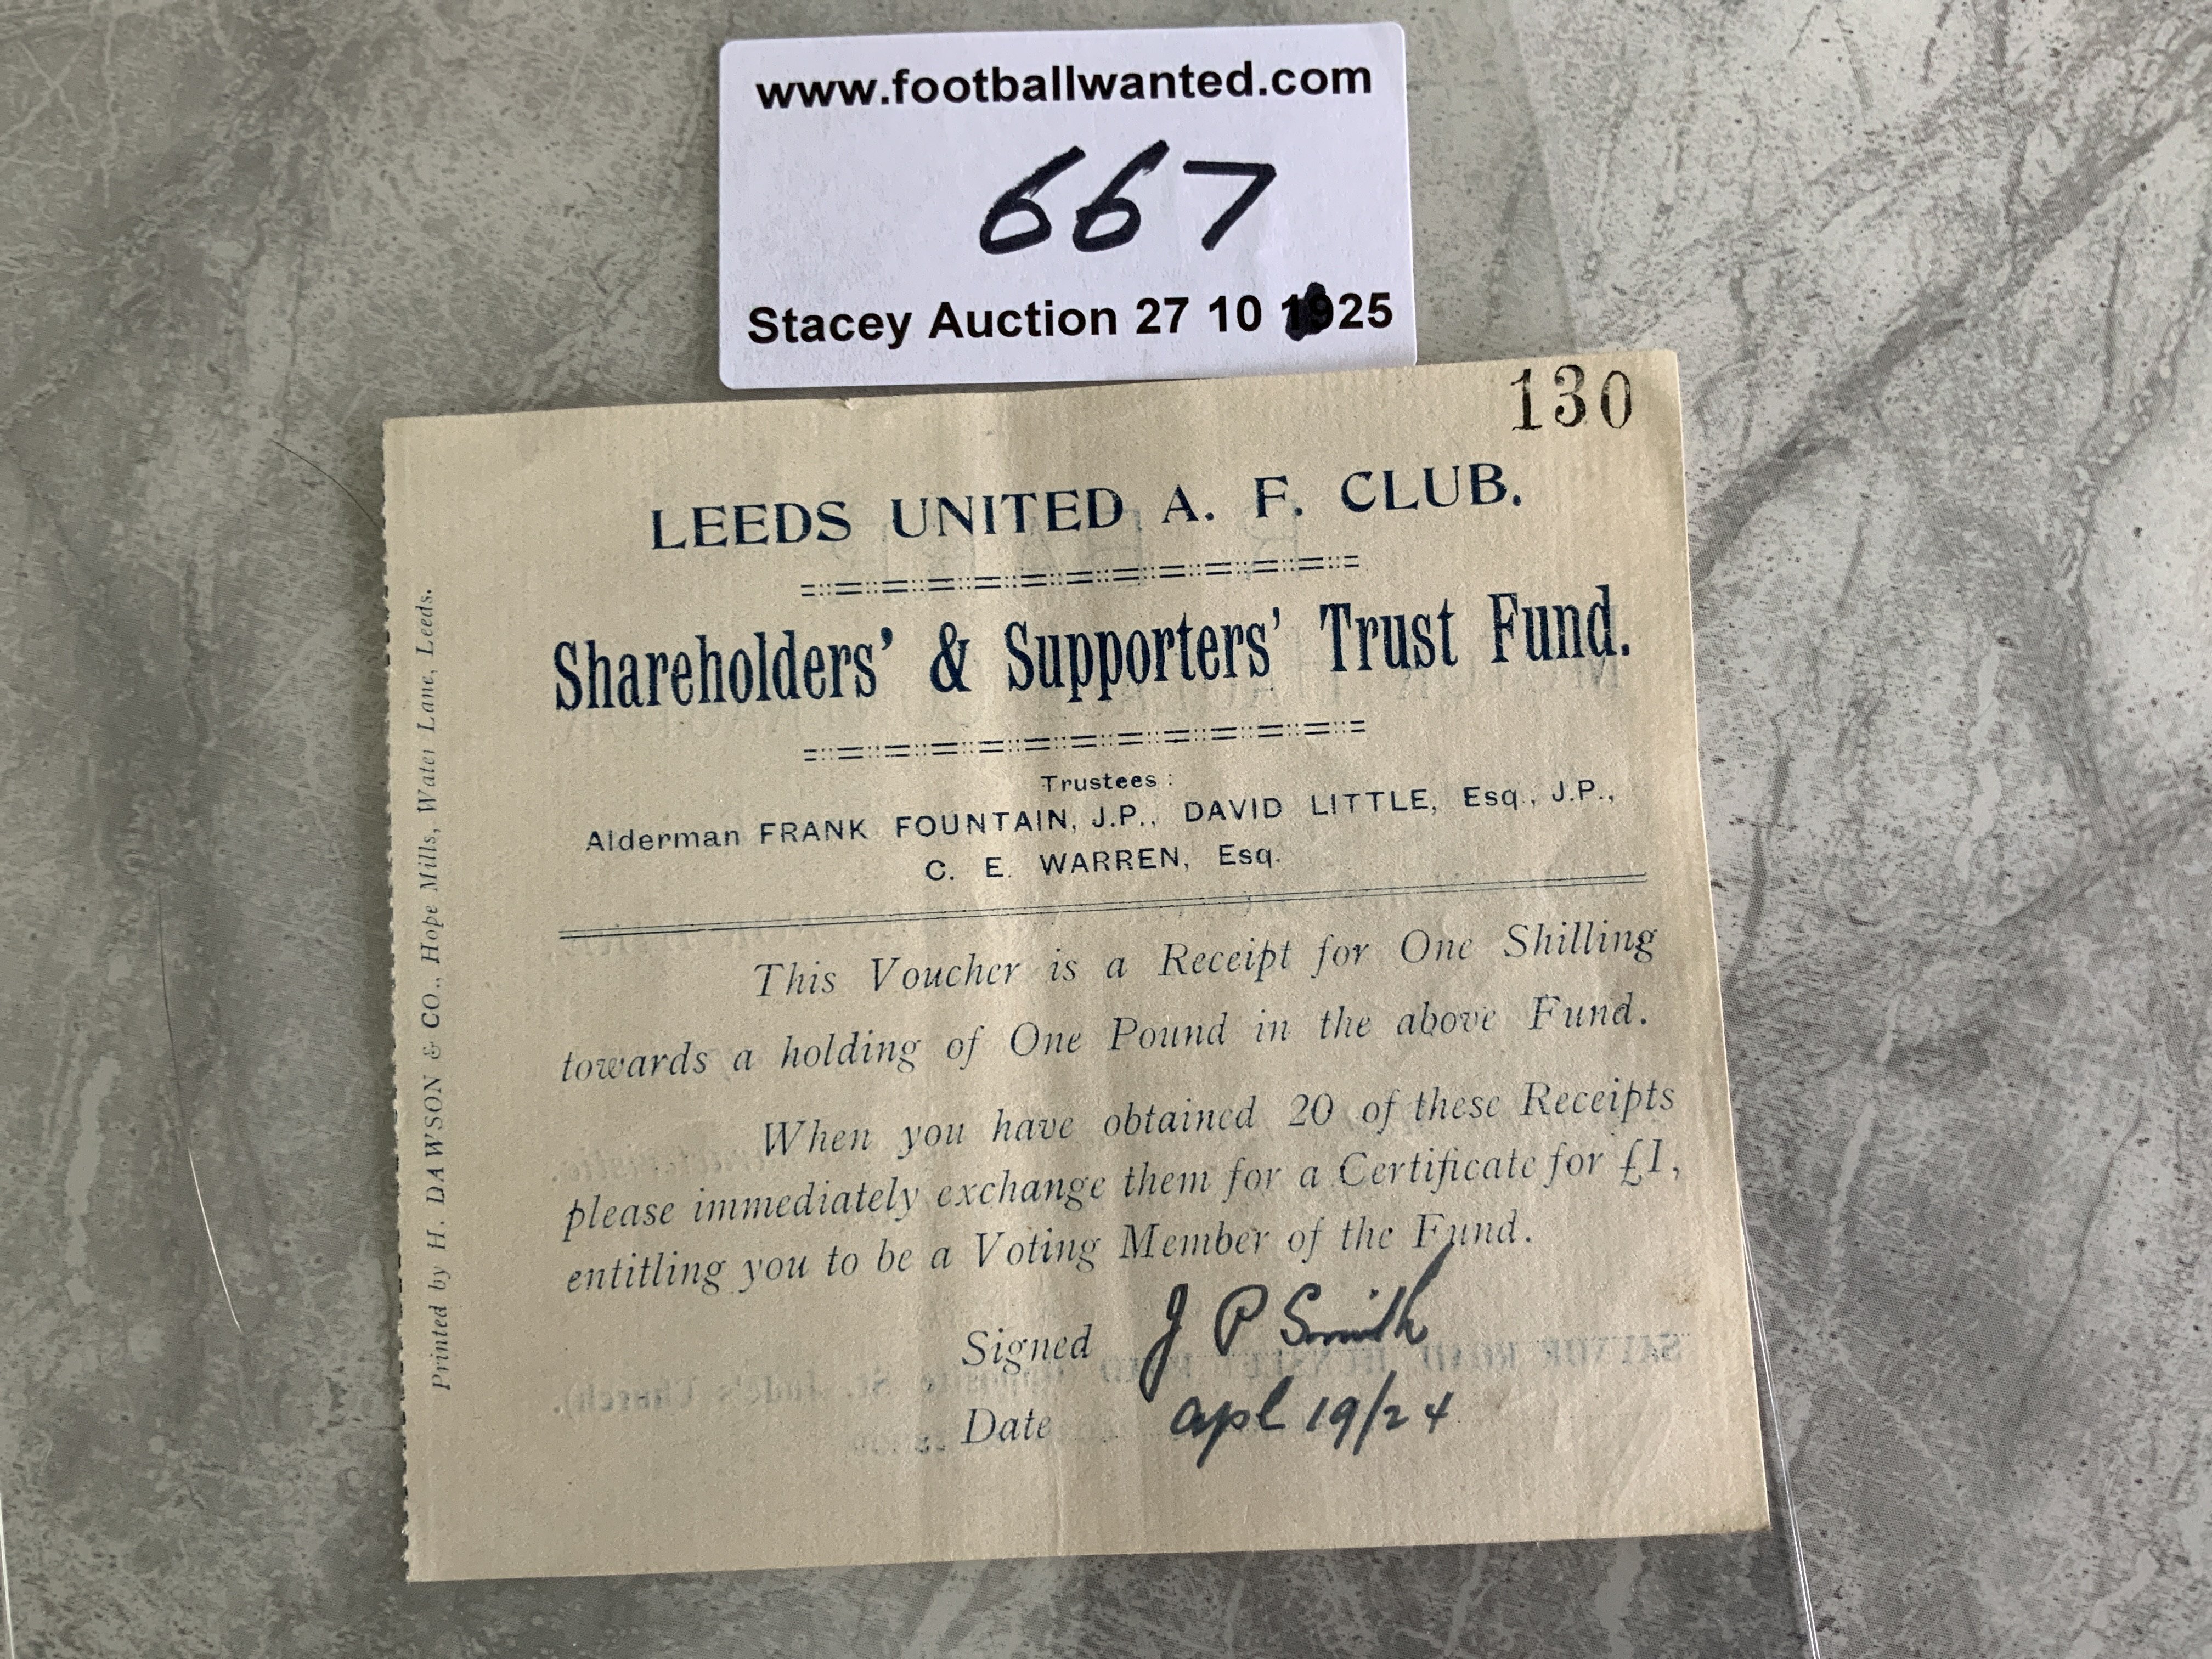 www.footballwanted.com
667
Stacey Auction 27 10 1925
130
LEEDS UNITED A. F. CLUB.
Shareholders' & Supporters' Trust Fund.
Trustees :
Alderman FRANK FOUNTAIN, J.P., DAVID LITTLE, Esq., J.P.,
C. E. WARREN, Esq.
This Voucher is a Receipt for One Shilling
towards a holding of One Pound in the above Fund.
When you have obtained 20 of these Receipts
please immediately exchange them for a Certificate for £1,
entitling you to be a Voting Member of the Fund.
Signed J P Smith
Date apl 19/24
Printed by H. DAWSON & CO., Hope Mills, Water Lane, Leeds.